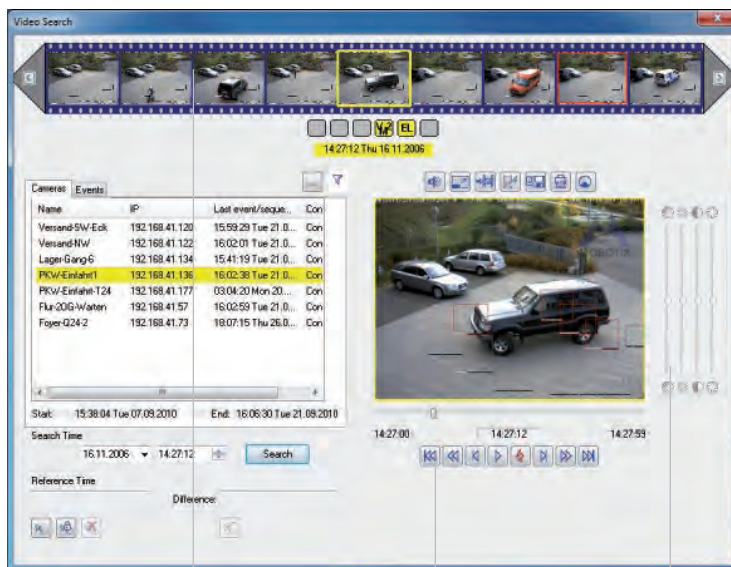 Video Search
EL
14:27:12 Thu 16 11.2006
Cameras Events
Name IP Last event/seque... Con
Versand-SW-Eck 192.168.41.120 15:59:29 Tue 21.0... Con
Versand-NW 192.168.41.122 16:02:01 Tue 21.0... Con
Lager-Gang-6 192.168.41.134 15:41:19 Tue 21.0... Con
PKW-Einfahrt1 192.168.41.136 16:02:38 Tue 21.0... Con
PKW-Einfahrt-T24 192.168.41.177 03:04:20 Mon 20.... Con
Flur-20G-Warten 192.168.41.57 16:02:59 Tue 21.0... Con
Foyer-Q24-2 192.168.41.73 18:07:15 Thu 26.0... Con
Start: 15:38:04 Tue 07.09.2010 End: 16:06:30 Tue 21.09.2010
Search Time
16.11.2006 14:27:12 Search
Reference Time
Difference:
MOBOTIX
14:27:00 14:27:12 14:27:59